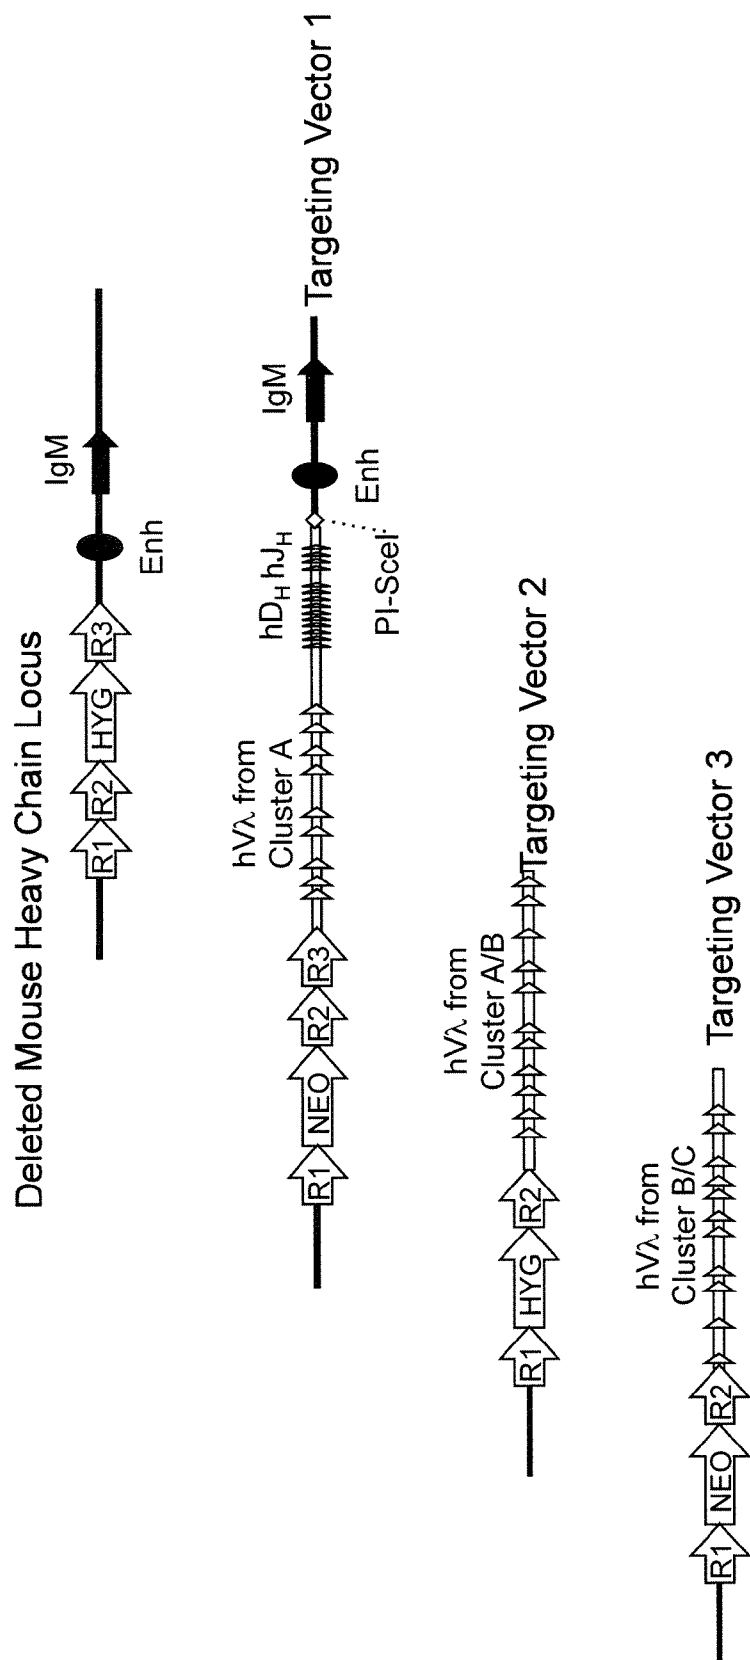 Deleted Mouse Heavy Chain Locus
R1 R2 HYG R3 Enh IgM
hVλ from
Cluster A
hDH hJH
IgM
R1 NEO R2 R3
PI-SceI
Enh
Targeting Vector 1
hVλ from
Cluster A/B
R1 HYG R2
Targeting Vector 2
hVλ from
Cluster B/C
R1 NEO R2
Targeting Vector 3